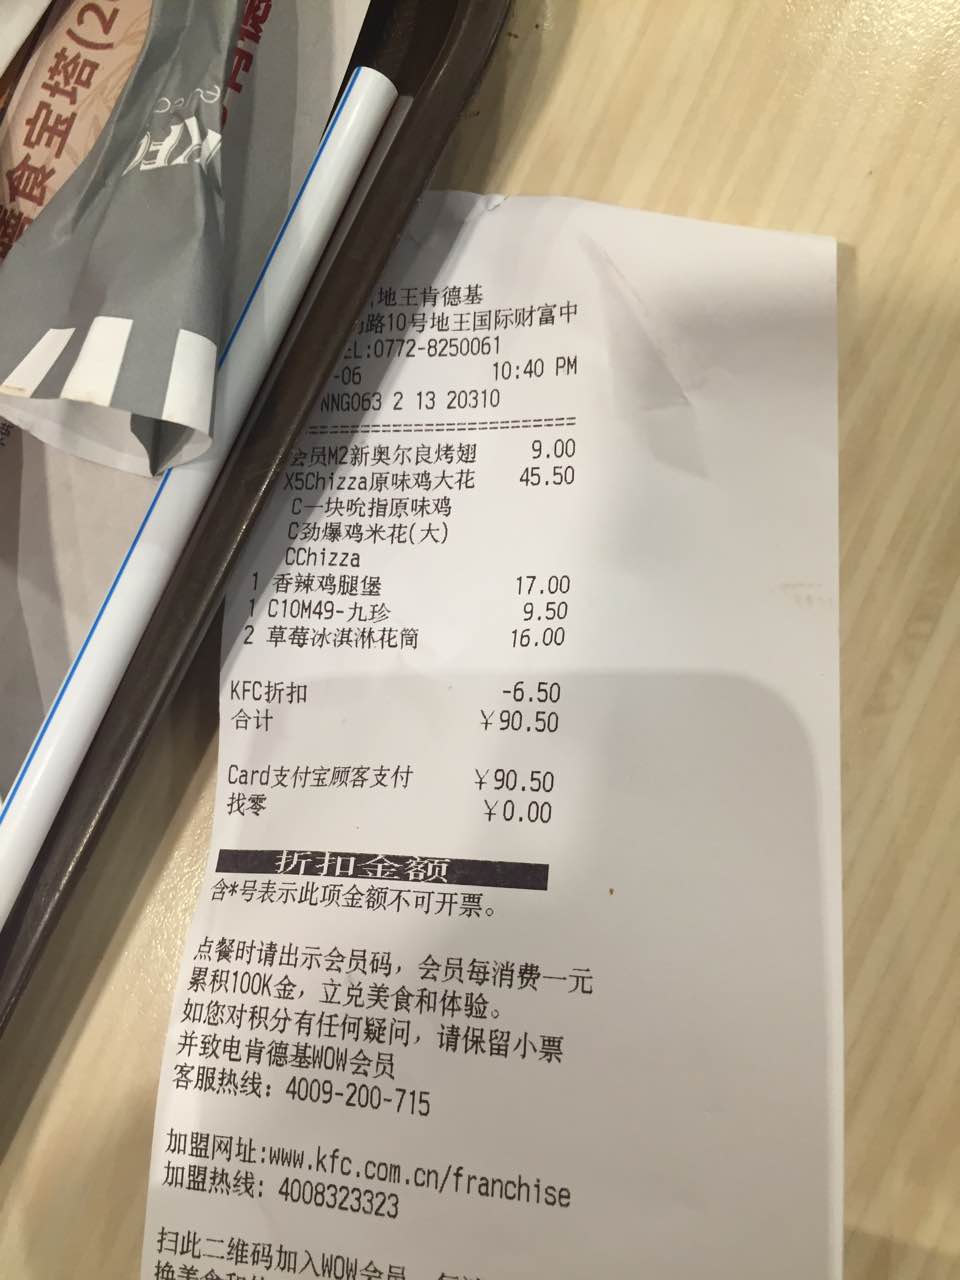 食宝塔(2
KFC
地王肯德基
路10号地王国际财富中
EL:0772-8250061
-06 10:40 PM
NNG063 2 13 20310
==============================
会员M2新奥尔良烤翅 9.00
X5Chizza原味鸡大花 45.50
C一块吮指原味鸡
C劲爆鸡米花(大)
CChizza
1 香辣鸡腿堡 17.00
1 C10M49-九珍 9.50
2 草莓冰淇淋花筒 16.00
KFC折扣 -6.50
合计 ￥90.50
Card支付宝顾客支付 ￥90.50
找零 ￥0.00
折扣金额
含*号表示此项金额不可开票。
点餐时请出示会员码，会员每消费一元
累积100K金，立兑美食和体验。
如您对积分有任何疑问，请保留小票
并致电肯德基WOW会员
客服热线：4009-200-715
加盟网址:www.kfc.com.cn/franchise
加盟热线: 4008323323
扫此二维码加入WOW会员
换美食和